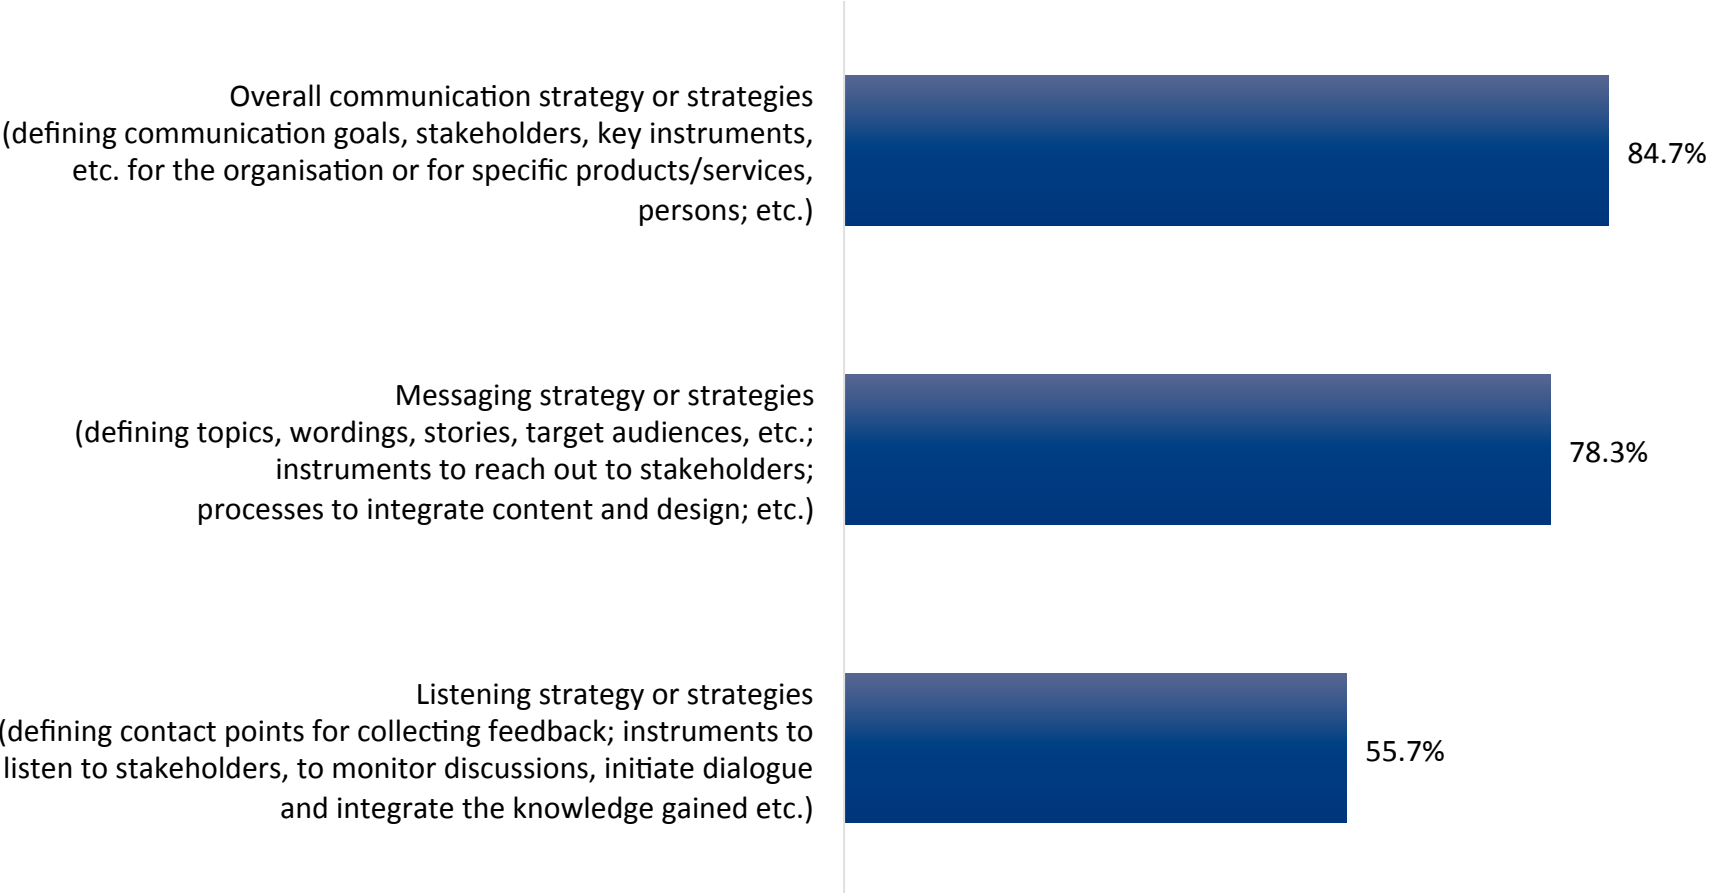 Overall communication strategy or strategies
(defining communication goals, stakeholders, key instruments,
etc. for the organisation or for specific products/services,
persons; etc.)
84.7%
Messaging strategy or strategies
(defining topics, wordings, stories, target audiences, etc.;
instruments to reach out to stakeholders;
processes to integrate content and design; etc.)
78.3%
Listening strategy or strategies
(defining contact points for collecting feedback; instruments to
listen to stakeholders, to monitor discussions, initiate dialogue
and integrate the knowledge gained etc.)
55.7%